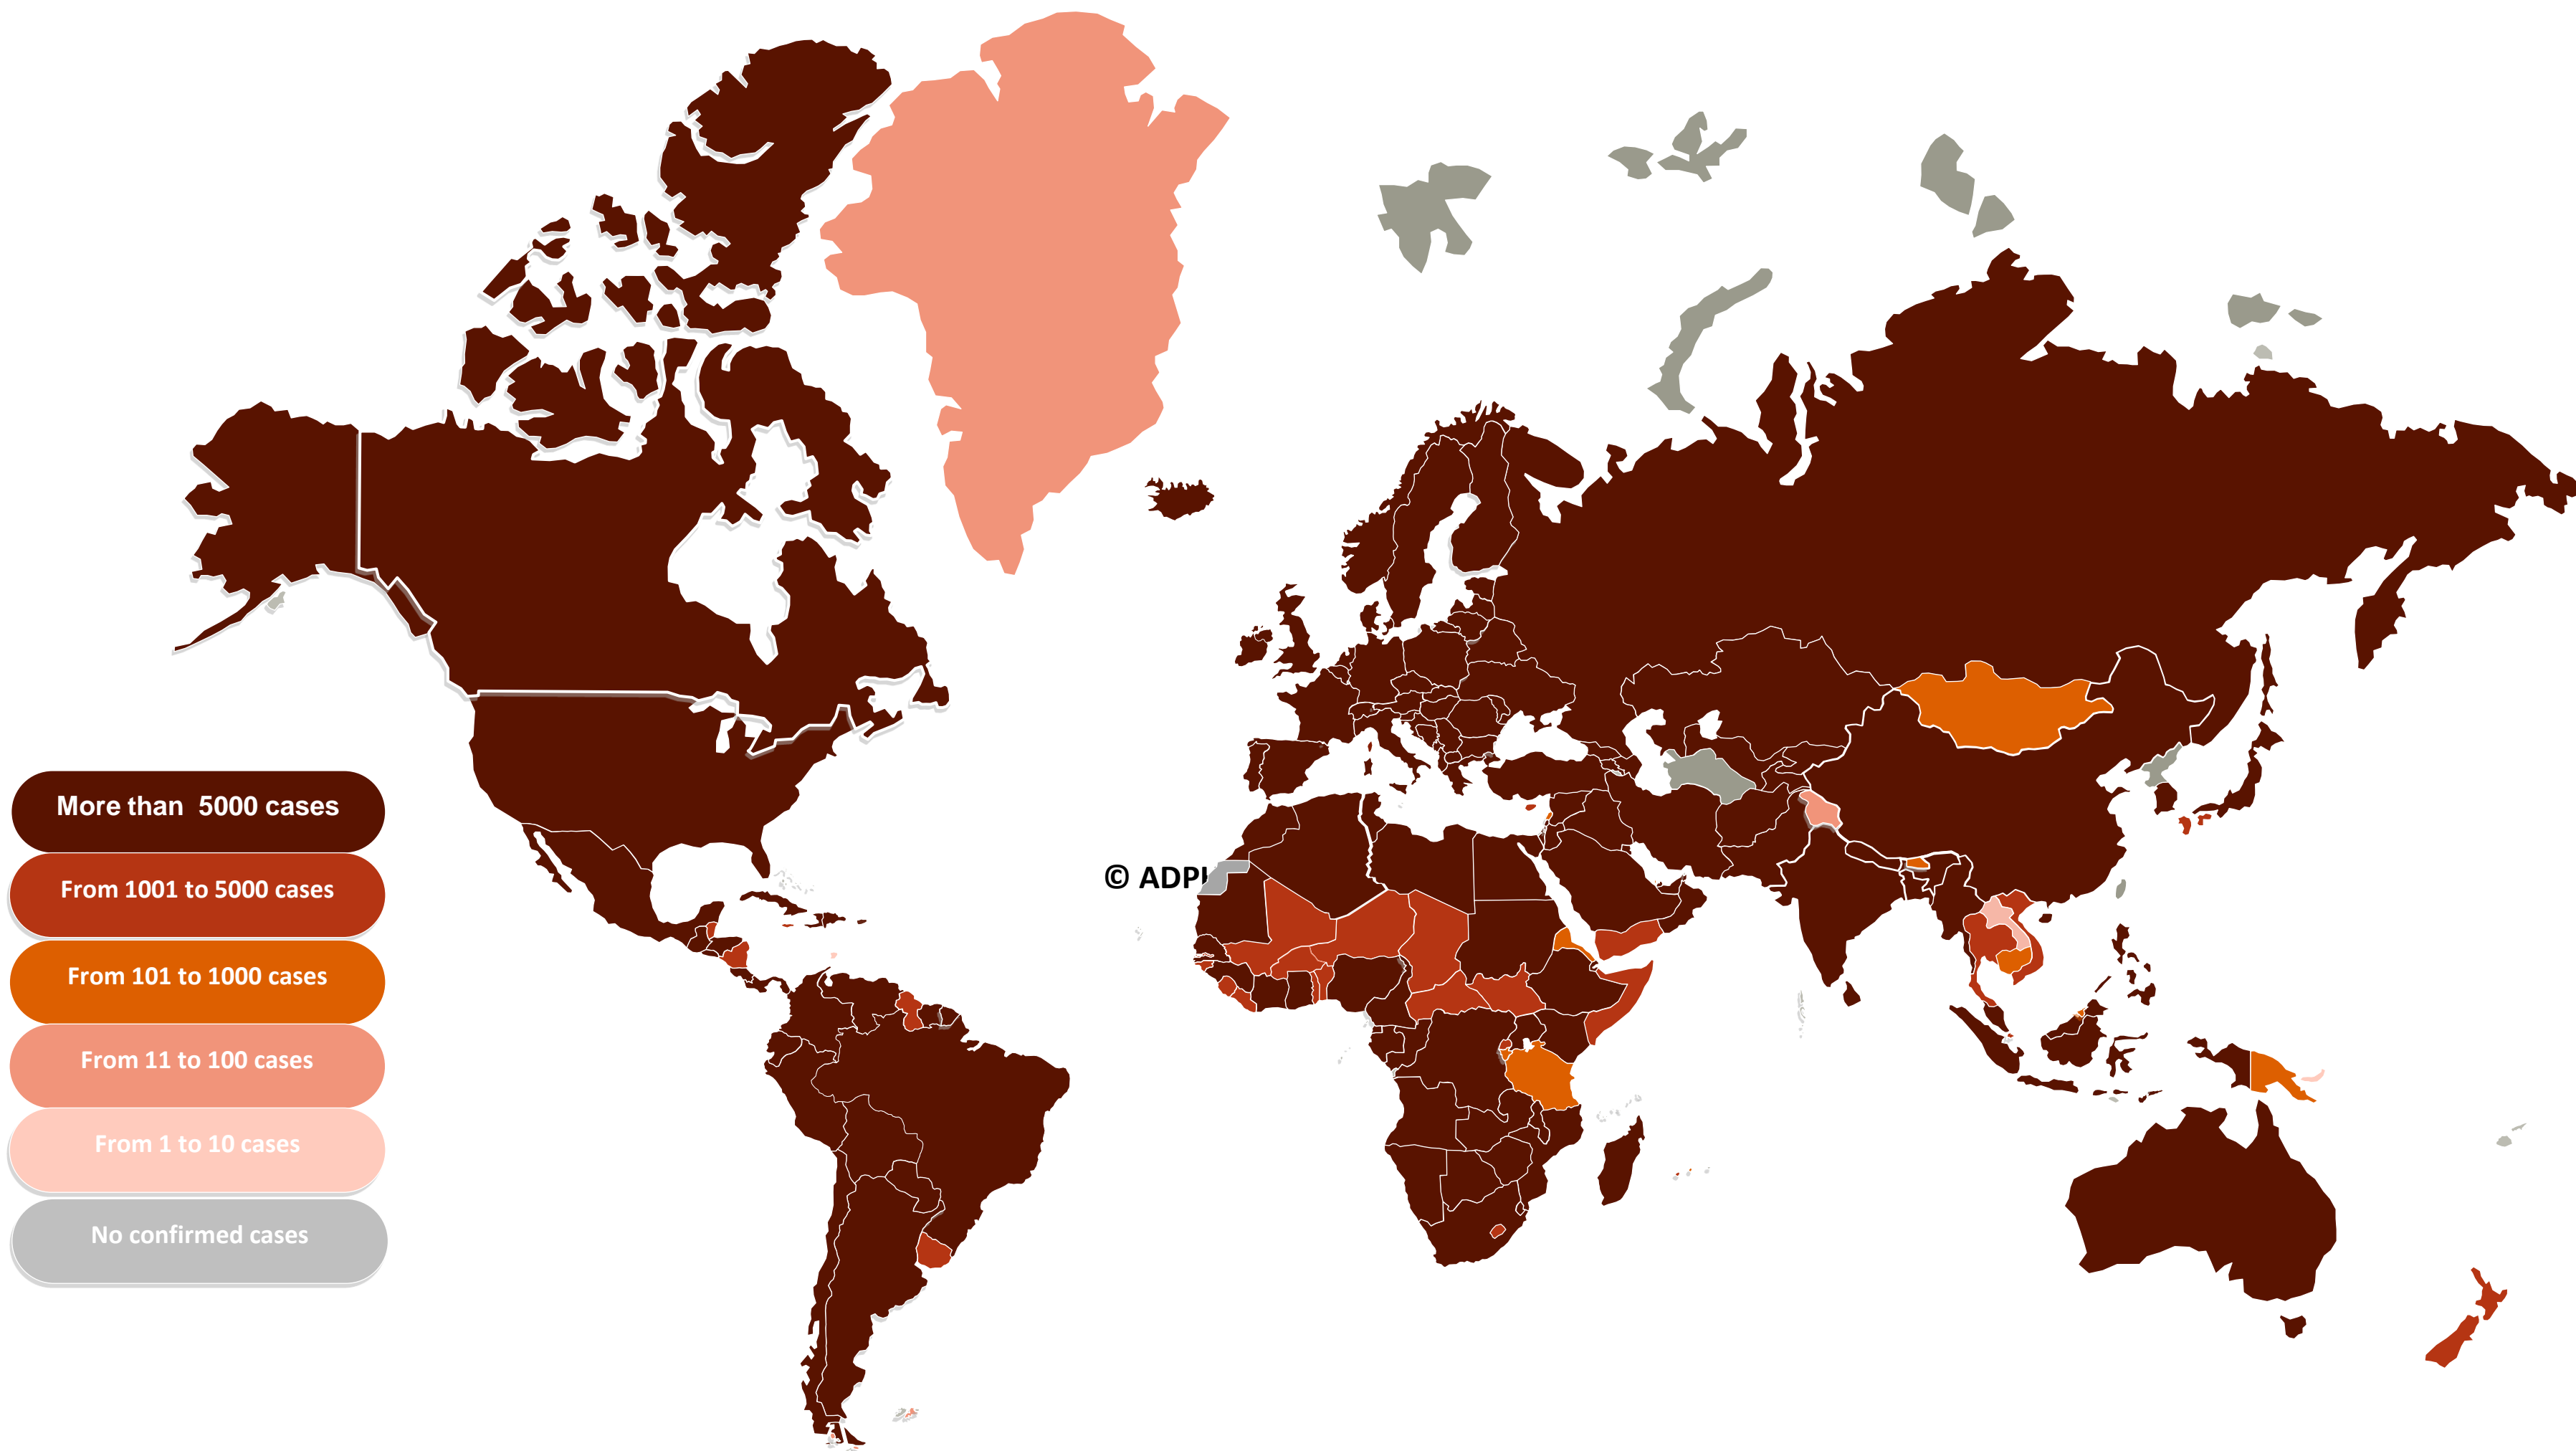 More than 5000 cases
From 1001 to 5000 cases
From 101 to 1000 cases
From 11 to 100 cases
From 1 to 10 cases
No confirmed cases
© ADPH